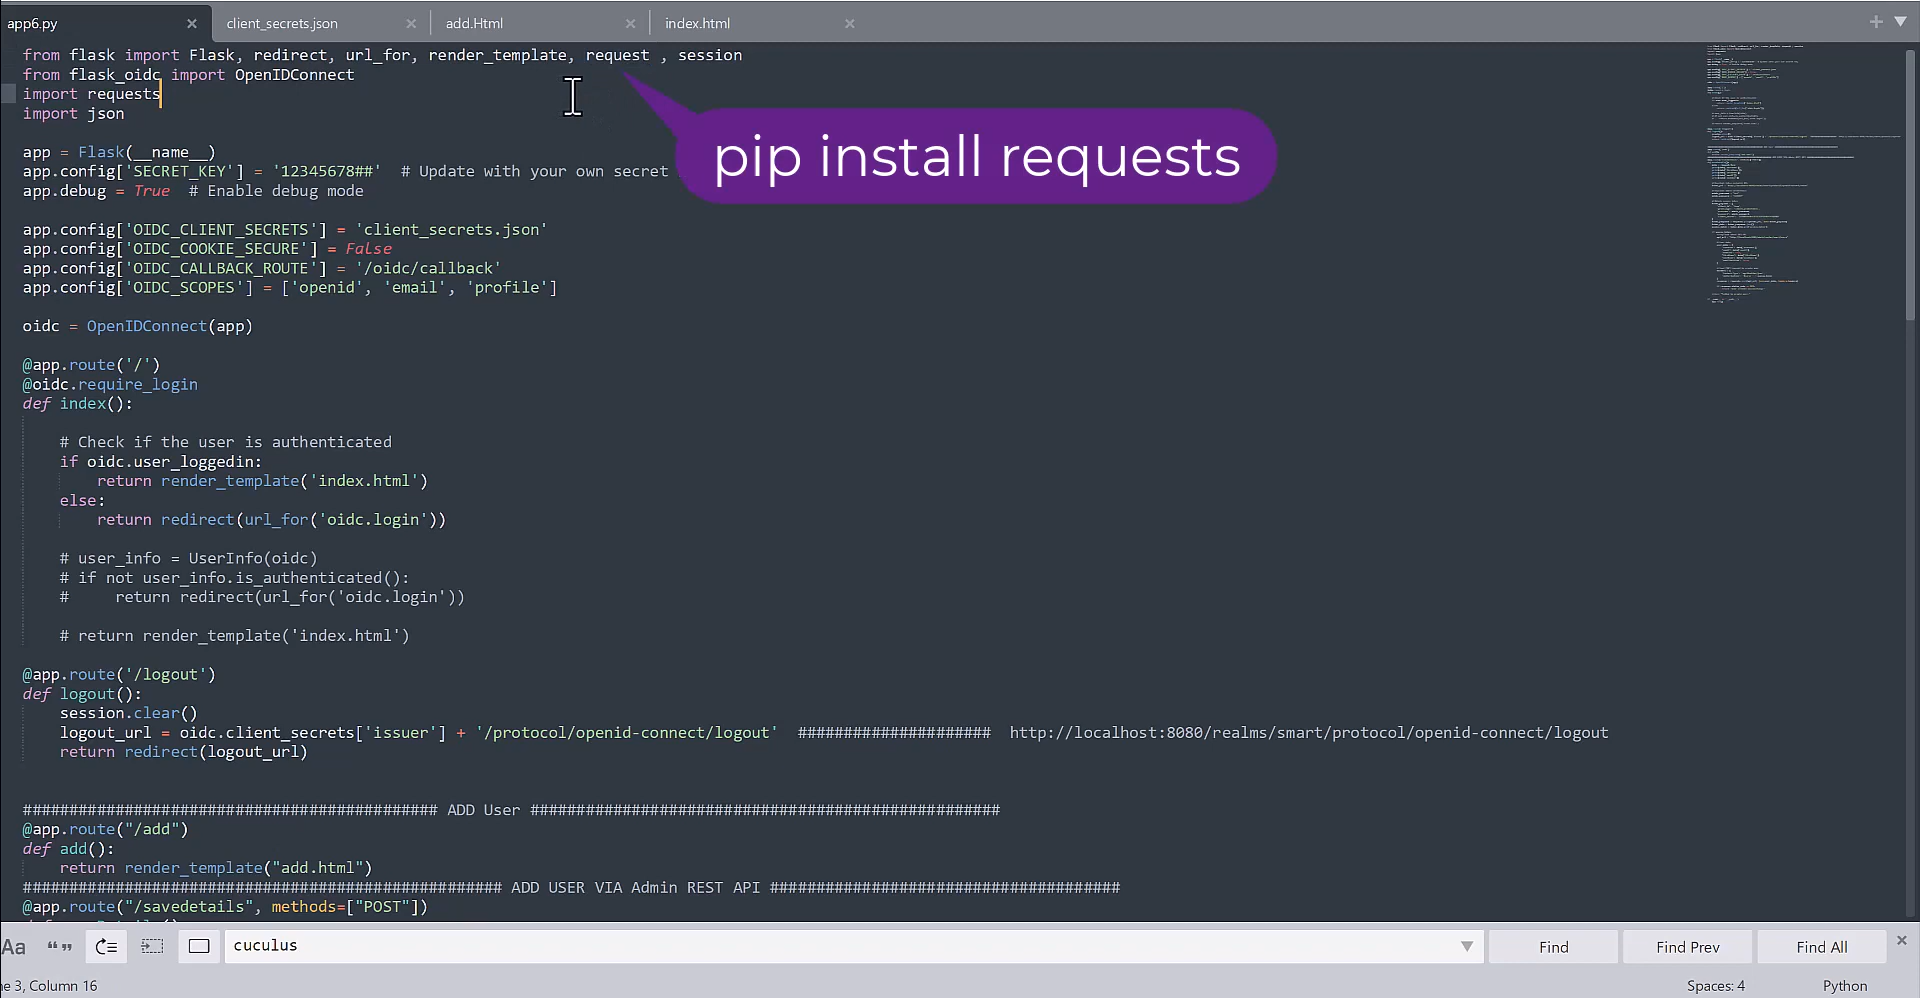 app6.py × client_secrets.json × add.Html × index.html ×
from flask import Flask, redirect, url_for, render_template, request , session
from flask_oidc import OpenIDConnect
import requests
import json
pip install requests
app = Flask(__name__)
app.config['SECRET_KEY'] = '12345678##'  # Update with your own secret
app.debug = True  # Enable debug mode
app.config['OIDC_CLIENT_SECRETS'] = 'client_secrets.json'
app.config['OIDC_COOKIE_SECURE'] = False
app.config['OIDC_CALLBACK_ROUTE'] = '/oidc/callback'
app.config['OIDC_SCOPES'] = ['openid', 'email', 'profile']
oidc = OpenIDConnect(app)
@app.route('/')
@oidc.require_login
def index():
# Check if the user is authenticated
if oidc.user_loggedin:
return render_template('index.html')
else:
return redirect(url_for('oidc.login'))
# user_info = UserInfo(oidc)
# if not user_info.is_authenticated():
#     return redirect(url_for('oidc.login'))
# return render_template('index.html')
@app.route('/logout')
def logout():
session.clear()
logout_url = oidc.client_secrets['issuer'] + '/protocol/openid-connect/logout'  #####################  http://localhost:8080/realms/smart/protocol/openid-connect/logout
return redirect(logout_url)
############################################# ADD User ###################################################
@app.route("/add")
def add():
return render_template("add.html")
#################################################### ADD USER VIA Admin REST API ######################################
@app.route("/savedetails", methods=["POST"])
Aa cuculus Find Find Prev Find All ×
e 3, Column 16 Spaces: 4 Python